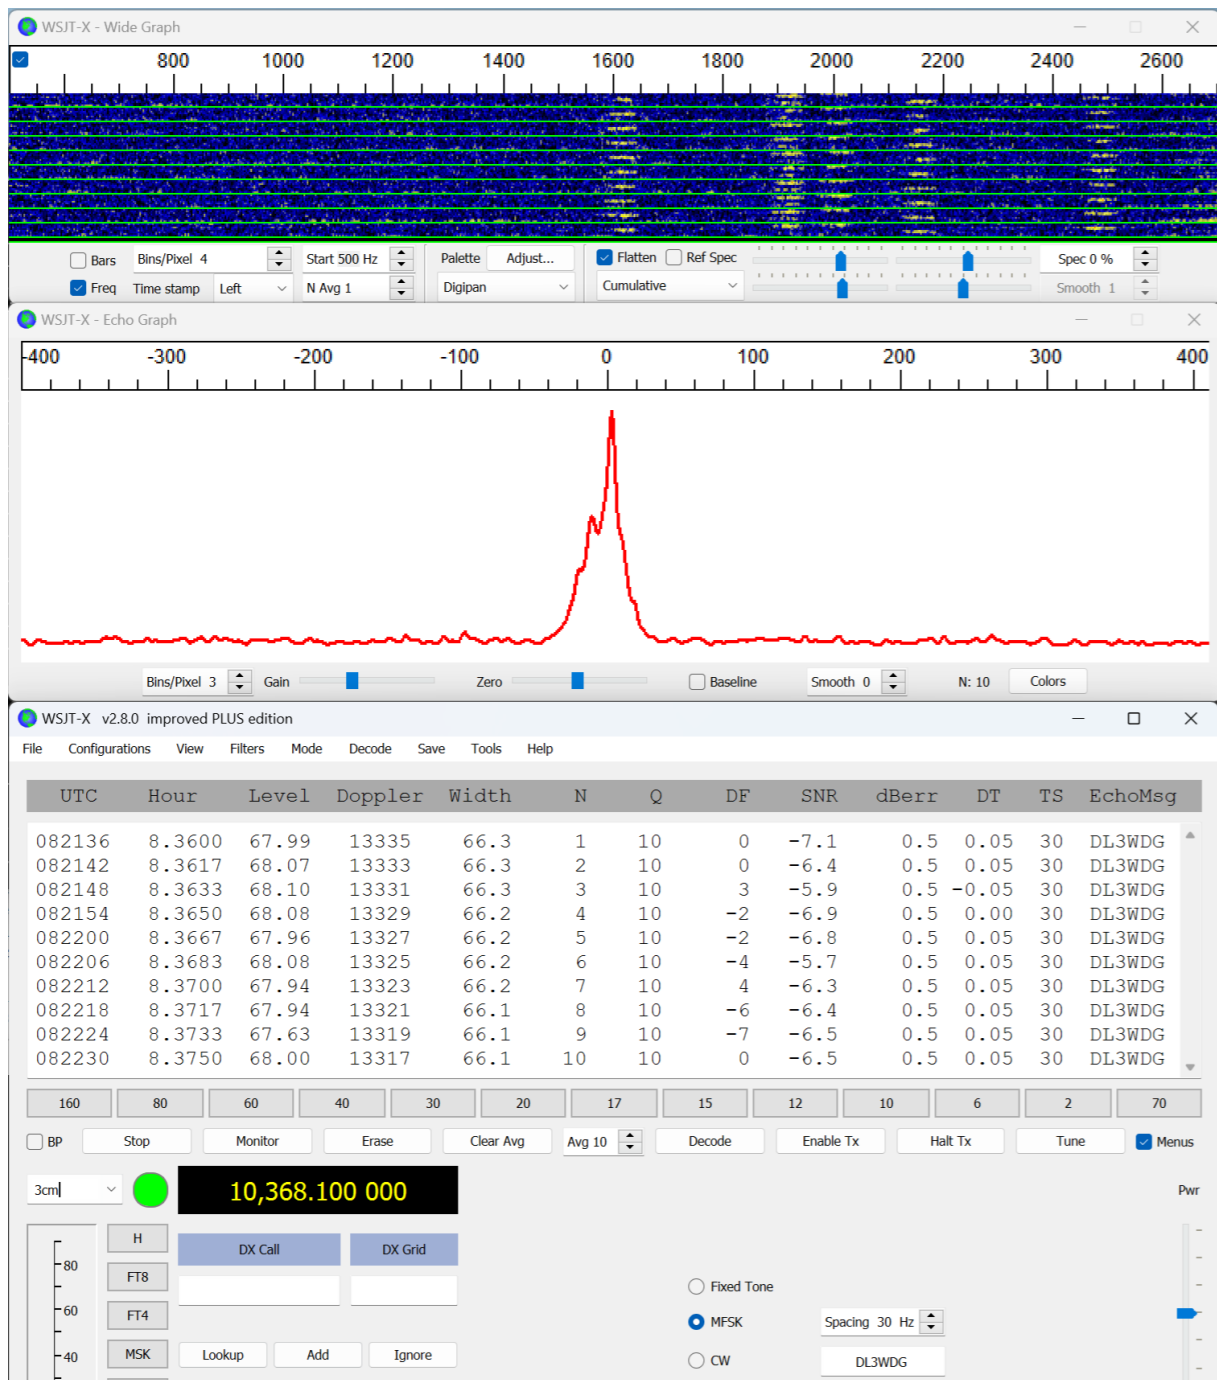 WSJT-X - Wide Graph
800 1000 1200 1400 1600 1800 2000 2200 2400 2600
Bars Bins/Pixel 4 Start 500 Hz Palette Adjust... Flatten Ref Spec Spec 0 %
Freq Time stamp Left N Avg 1 Digipan Cumulative Smooth 1
WSJT-X - Echo Graph
-400 -300 -200 -100 0 100 200 300 400
Bins/Pixel 3 Gain Zero Baseline Smooth 0 N: 10 Colors
WSJT-X v2.8.0 improved PLUS edition
File Configurations View Filters Mode Decode Save Tools Help
UTC Hour Level Doppler Width N Q DF SNR dBerr DT TS EchoMsg
082136 8.3600 67.99 13335 66.3 1 10 0 -7.1 0.5 0.05 30 DL3WDG
082142 8.3617 68.07 13333 66.3 2 10 0 -6.4 0.5 0.05 30 DL3WDG
082148 8.3633 68.10 13331 66.3 3 10 3 -5.9 0.5 -0.05 30 DL3WDG
082154 8.3650 68.08 13329 66.2 4 10 -2 -6.9 0.5 0.00 30 DL3WDG
082200 8.3667 67.96 13327 66.2 5 10 -2 -6.8 0.5 0.05 30 DL3WDG
082206 8.3683 68.08 13325 66.2 6 10 -4 -5.7 0.5 0.05 30 DL3WDG
082212 8.3700 67.94 13323 66.2 7 10 4 -6.3 0.5 0.05 30 DL3WDG
082218 8.3717 67.94 13321 66.1 8 10 -6 -6.4 0.5 0.05 30 DL3WDG
082224 8.3733 67.63 13319 66.1 9 10 -7 -6.5 0.5 0.05 30 DL3WDG
082230 8.3750 68.00 13317 66.1 10 10 0 -6.5 0.5 0.05 30 DL3WDG
160 80 60 40 30 20 17 15 12 10 6 2 70
BP Stop Monitor Erase Clear Avg Avg 10 Decode Enable Tx Halt Tx Tune Menus
3cm 10,368.100 000 Pwr
H DX Call DX Grid
80 FT8 Fixed Tone
60 FT4 MFSK Spacing 30 Hz
40 MSK Lookup Add Ignore CW DL3WDG